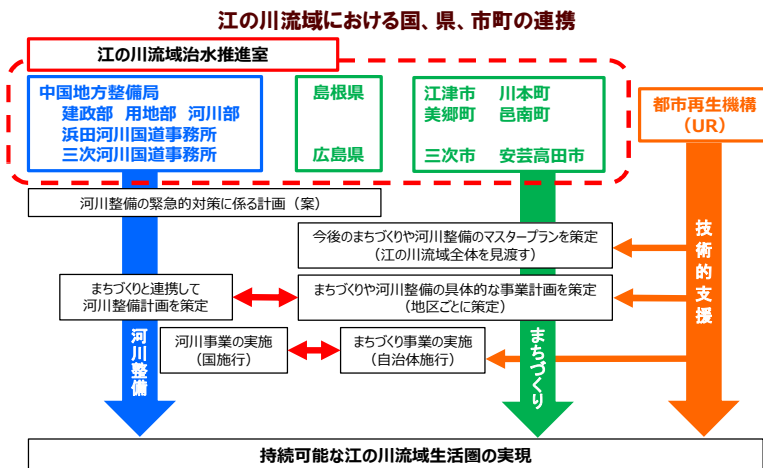 江の川流域における国、県、市町の連携
江の川流域治水推進室
中国地方整備局
建政部 用地部 河川部
浜田河川国道事務所
三次河川国道事務所
島根県
広島県
江津市 川本町
美郷町 邑南町
三次市 安芸高田市
都市再生機構
（UR）
河川整備の緊急的対策に係る計画（案）
今後のまちづくりや河川整備のマスタープランを策定
（江の川流域全体を見渡す）
まちづくりと連携して
河川整備計画を策定
まちづくりや河川整備の具体的な事業計画を策定
（地区ごとに策定）
河川事業の実施
（国施行）
まちづくり事業の実施
（自治体施行）
河川整備
まちづくり
技術的支援
持続可能な江の川流域生活圏の実現